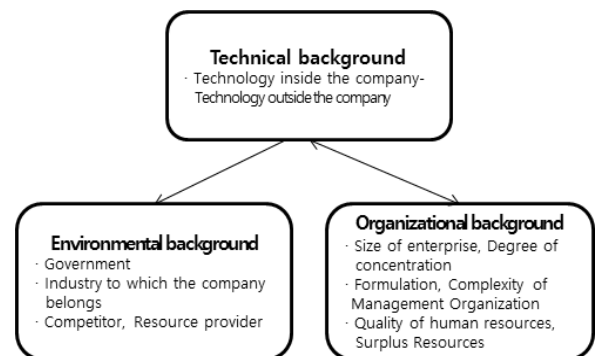 Technical background
· Technology inside the company-
Technology outside the company
Environmental background
· Government
· Industry to which the company
belongs
· Competitor, Resource provider
Organizational background
· Size of enterprise, Degree of
concentration
· Formulation, Complexity of
Management Organization
· Quality of human resources,
Surplus Resources